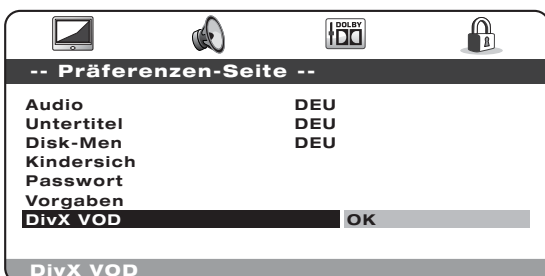 DOLBY
-- Präferenzen-Seite --
Audio DEU
Untertitel DEU
Disk-Men DEU
Kindersich
Passwort
Vorgaben
DivX VOD OK
DivX VOD